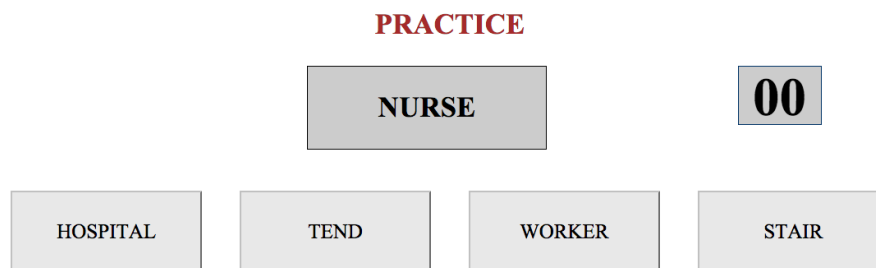 PRACTICE
NURSE 00
HOSPITAL TEND WORKER STAIR